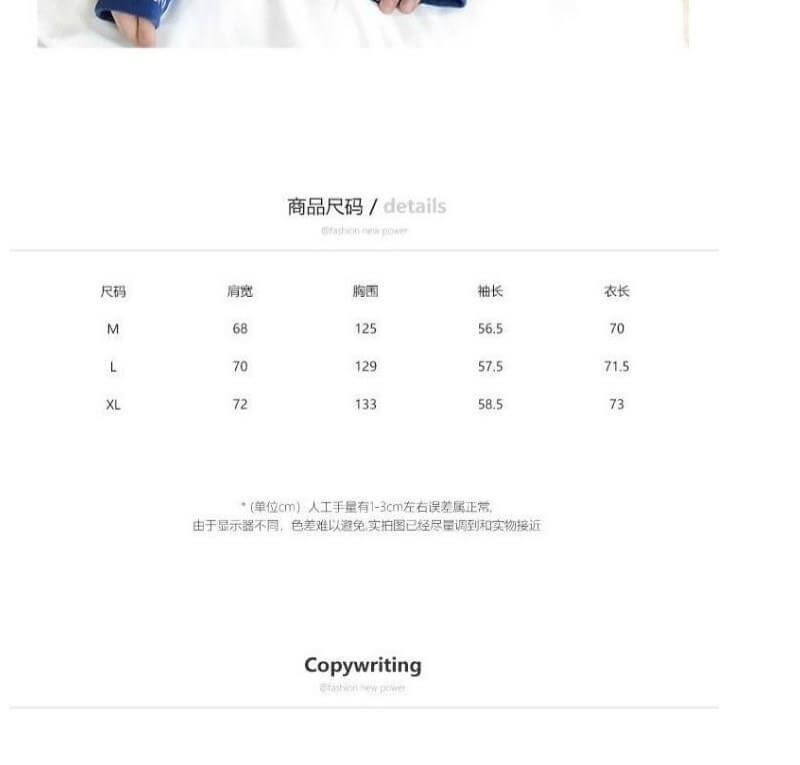 商品尺码 / details
@fashion new power
尺码 肩宽 胸围 袖长 衣长
M 68 125 56.5 70
L 70 129 57.5 71.5
XL 72 133 58.5 73
* (单位cm）人工手量有1-3cm左右误差属正常,
由于显示器不同，色差难以避免,实拍图已经尽量调到和实物接近
Copywriting
@fashion new power